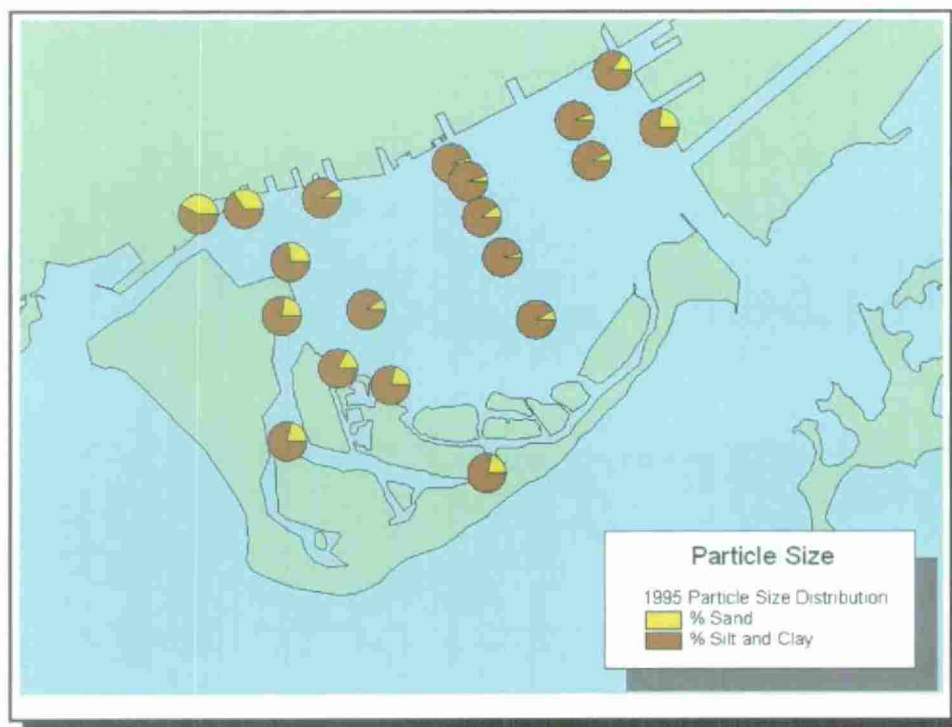 Particle Size
1995 Particle Size Distribution
% Sand
% Silt and Clay